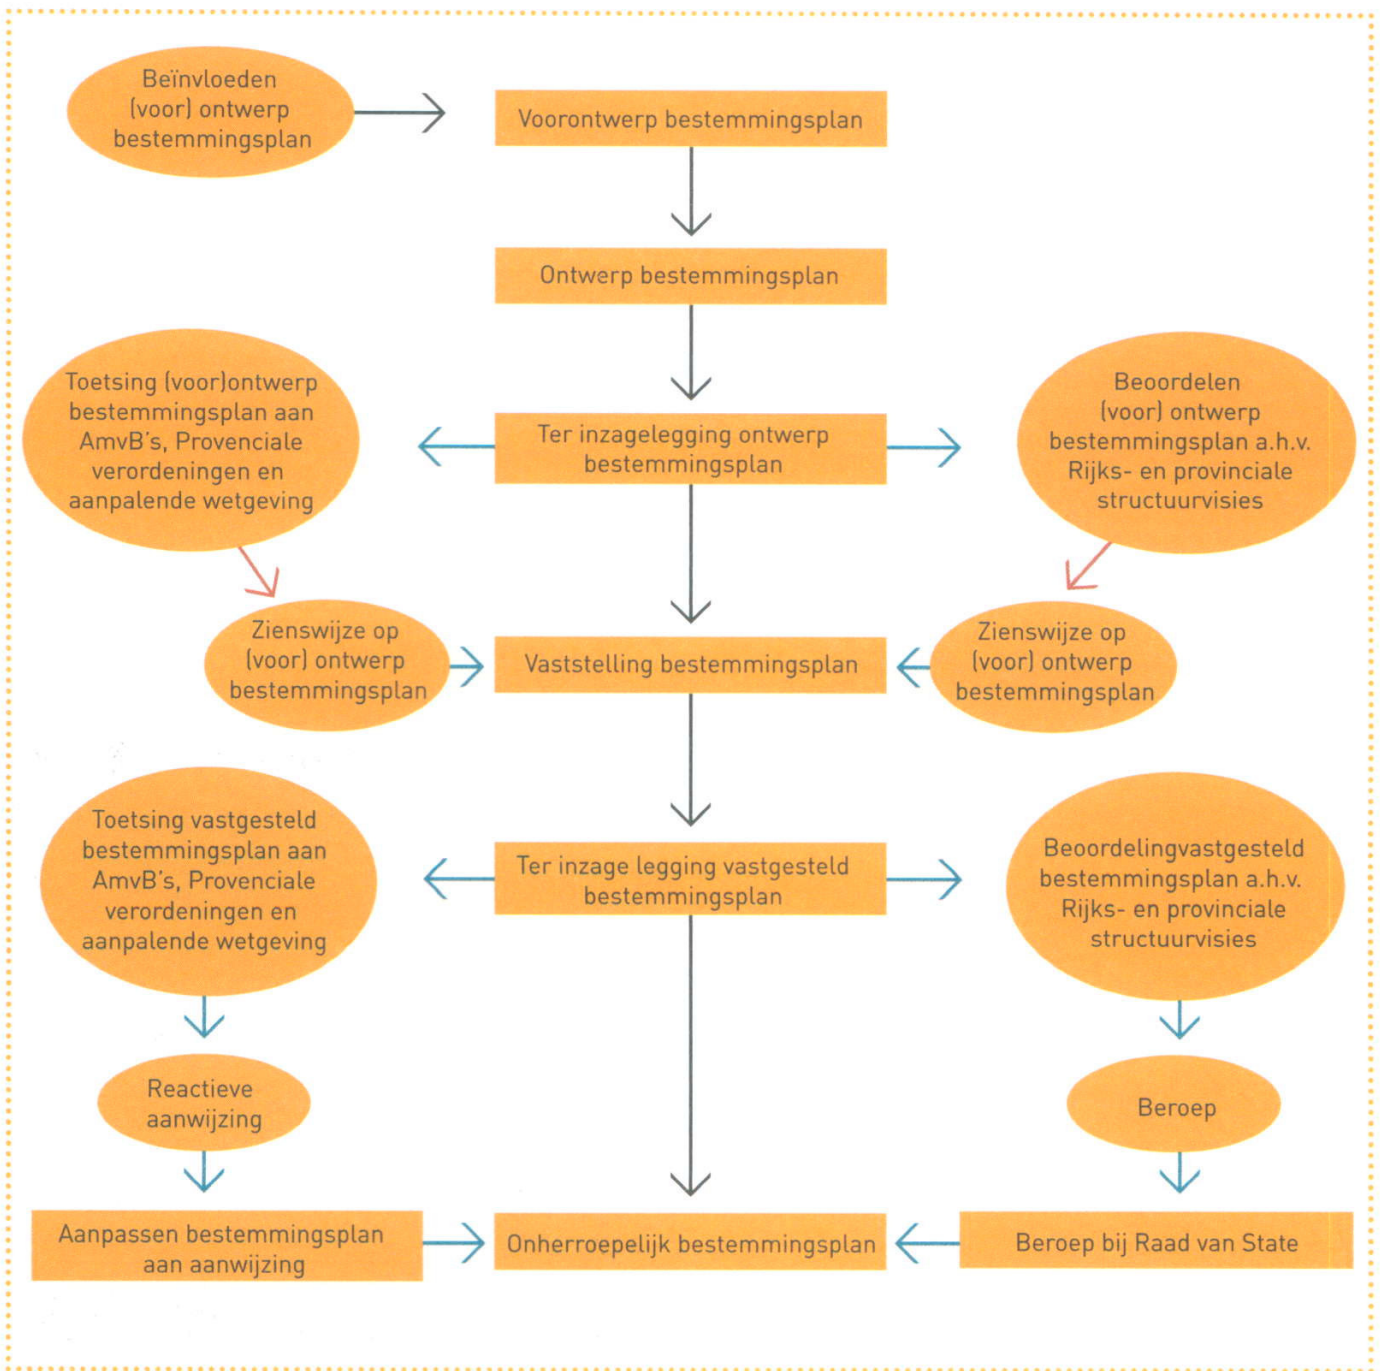 Beïnvloeden
(voor) ontwerp
bestemmingsplan
Voorontwerp bestemmingsplan
Ontwerp bestemmingsplan
Toetsing (voor)ontwerp
bestemmingsplan aan
AmvB's, Provenciale
verordeningen en
aanpalende wetgeving
Ter inzagelegging ontwerp
bestemmingsplan
Beoordelen
(voor) ontwerp
bestemmingsplan a.h.v.
Rijks- en provinciale
structuurvisies
Zienswijze op
(voor) ontwerp
bestemmingsplan
Vaststelling bestemmingsplan
Zienswijze op
(voor) ontwerp
bestemmingsplan
Toetsing vastgesteld
bestemmingsplan aan
AmvB's, Provenciale
verordeningen en
aanpalende wetgeving
Ter inzage legging vastgesteld
bestemmingsplan
Beoordelingvastgesteld
bestemmingsplan a.h.v.
Rijks- en provinciale
structuurvisies
Reactieve
aanwijzing
Beroep
Aanpassen bestemmingsplan
aan aanwijzing
Onherroepelijk bestemmingsplan
Beroep bij Raad van State